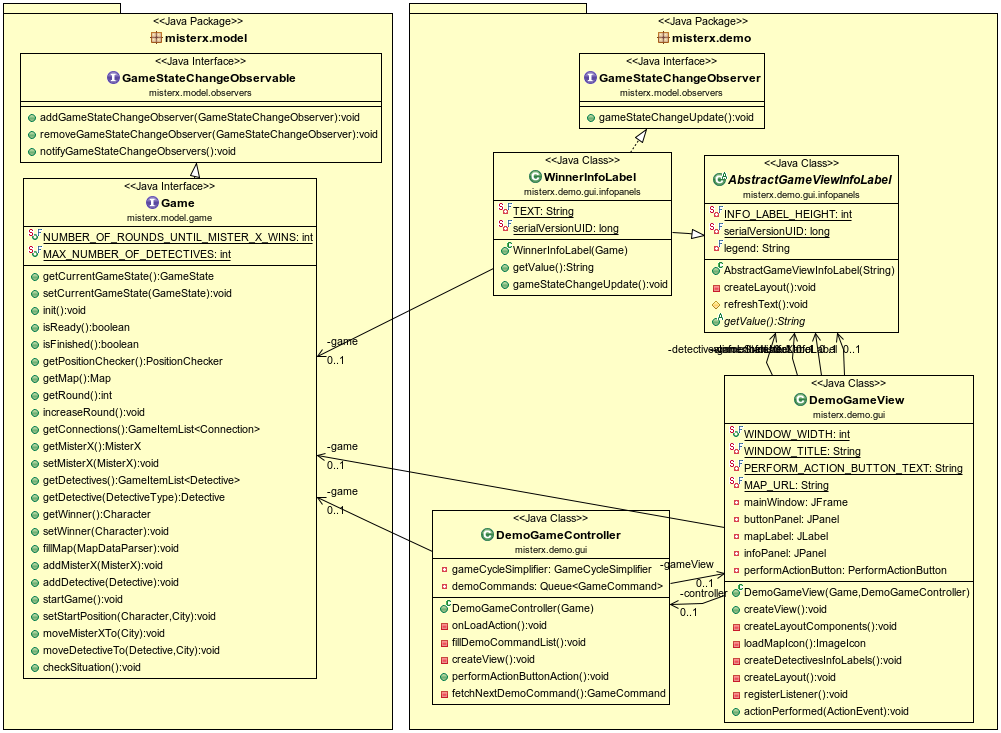 <<Java Package>>
misterx.model
<<Java Interface>>
GameStateChangeObservable
misterx.model.observers
addGameStateChangeObserver(GameStateChangeObserver):void
removeGameStateChangeObserver(GameStateChangeObserver):void
notifyGameStateChangeObservers():void
<<Java Interface>>
Game
misterx.model.game
NUMBER_OF_ROUNDS_UNTIL_MISTER_X_WINS: int
MAX_NUMBER_OF_DETECTIVES: int
getCurrentGameState():GameState
setCurrentGameState(GameState):void
init():void
isReady():boolean
isFinished():boolean
getPositionChecker():PositionChecker
getMap():Map
getRound():int
increaseRound():void
getConnections():GameItemList<Connection>
getMisterX():MisterX
setMisterX(MisterX):void
getDetectives():GameItemList<Detective>
getDetective(DetectiveType):Detective
getWinner():Character
setWinner(Character):void
fillMap(MapDataParser):void
addMisterX(MisterX):void
addDetective(Detective):void
startGame():void
setStartPosition(Character,City):void
moveMisterXTo(City):void
moveDetectiveTo(Detective,City):void
checkSituation():void
<<Java Package>>
misterx.demo
<<Java Interface>>
GameStateChangeObserver
misterx.model.observers
gameStateChangeUpdate():void
<<Java Class>>
WinnerInfoLabel
misterx.demo.gui.infopanels
TEXT: String
serialVersionUID: long
WinnerInfoLabel(Game)
getValue():String
gameStateChangeUpdate():void
<<Java Class>>
AbstractGameViewInfoLabel
misterx.demo.gui.infopanels
INFO_LABEL_HEIGHT: int
serialVersionUID: long
legend: String
AbstractGameViewInfoLabel(String)
createLayout():void
refreshText():void
getValue():String
-game
0..1
-game
0..1
-game
0..1
0..1
<<Java Class>>
DemoGameView
misterx.demo.gui
WINDOW_WIDTH: int
WINDOW_TITLE: String
PERFORM_ACTION_BUTTON_TEXT: String
MAP_URL: String
mainWindow: JFrame
buttonPanel: JPanel
mapLabel: JLabel
infoPanel: JPanel
performActionButton: PerformActionButton
DemoGameView(Game,DemoGameController)
createView():void
createLayoutComponents():void
loadMapIcon():ImageIcon
createDetectivesInfoLabels():void
createLayout():void
registerListener():void
actionPerformed(ActionEvent):void
<<Java Class>>
DemoGameController
misterx.demo.gui
gameCycleSimplifier: GameCycleSimplifier
demoCommands: Queue<GameCommand>
DemoGameController(Game)
onLoadAction():void
fillDemoCommandList():void
createView():void
performActionButtonAction():void
fetchNextDemoCommand():GameCommand
-gameView
0..1
-controller
0..1